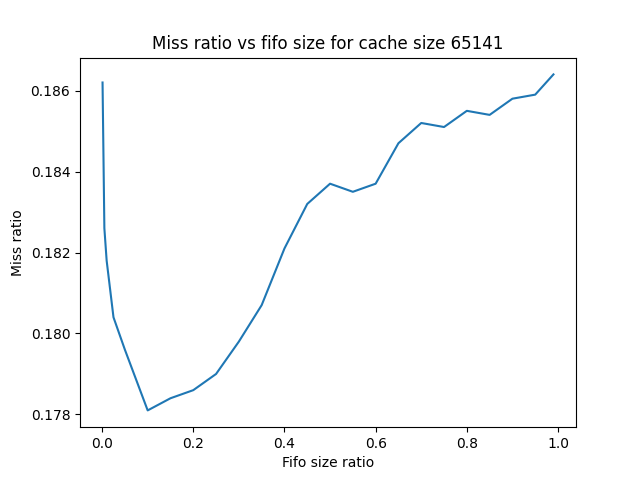 Miss ratio vs fifo size for cache size 65141
0.186
0.184
0.182
0.180
0.178
Miss ratio
0.0 0.2 0.4 0.6 0.8 1.0
Fifo size ratio